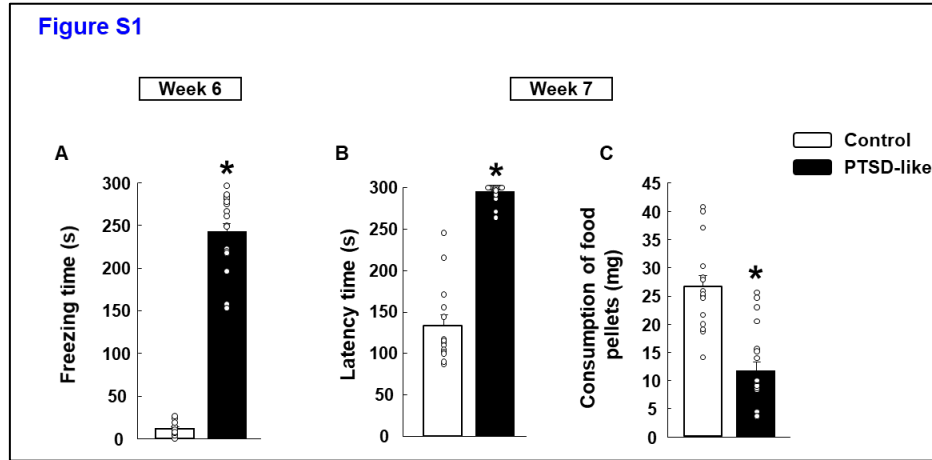 Figure S1
Week 6
Week 7
Control
PTSD-like
A
*
Freezing time (s)
300
250
200
150
100
50
0
B
*
Latency time (s)
300
250
200
150
100
50
0
C
*
Consumption of food
pellets (mg)
45
40
35
30
25
20
15
10
5
0